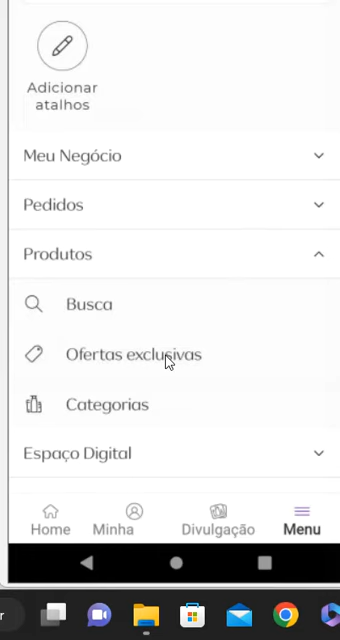 Adicionar
atalhos
Meu Negócio
Pedidos
Produtos
Busca
Ofertas exclusivas
Categorias
Espaço Digital
Home Minha Divulgação Menu
r